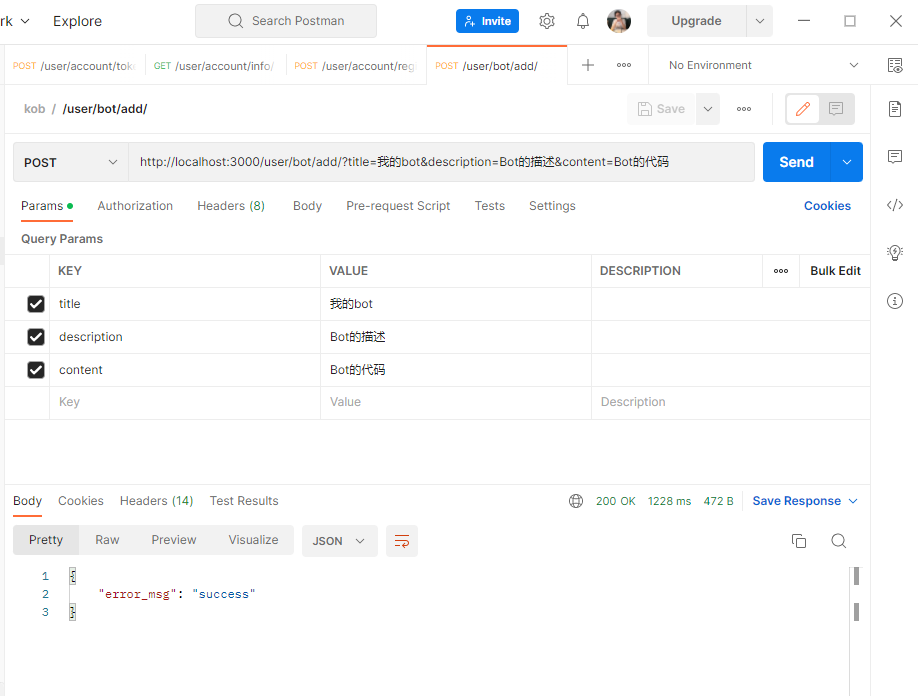 rk Explore Search Postman Invite Upgrade
POST /user/account/tok GET /user/account/info/ POST /user/account/reg POST /user/bot/add/ No Environment
kob / /user/bot/add/ Save
POST http://localhost:3000/user/bot/add/?title=我的bot&description=Bot的描述&content=Bot的代码 Send
Params Authorization Headers (8) Body Pre-request Script Tests Settings Cookies
Query Params
KEY VALUE DESCRIPTION Bulk Edit
title 我的bot
description Bot的描述
content Bot的代码
Key Value Description
Body Cookies Headers (14) Test Results 200 OK 1228 ms 472 B Save Response
Pretty Raw Preview Visualize JSON
1 {
2 "error_msg": "success"
3 }